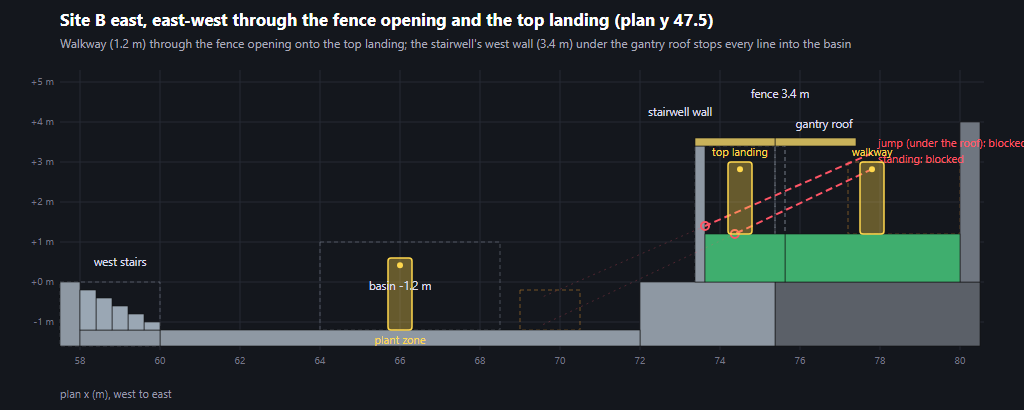 Site B east, east-west through the fence opening and the top landing (plan y 47.5)
Walkway (1.2 m) through the fence opening onto the top landing; the stairwell's west wall (3.4 m) under the gantry roof stops every line into the basin
+5 m
fence 3.4 m
stairwell wall
+4 m
gantry roof
jump (under the roof): blocked
top landing
walkway
+3 m
standing: blocked
+2 m
+1 m
west stairs
+0 m
basin -1.2 m
-1 m
plant zone
58
60
62
64
66
68
70
72
74
76
78
80
plan x (m), west to east